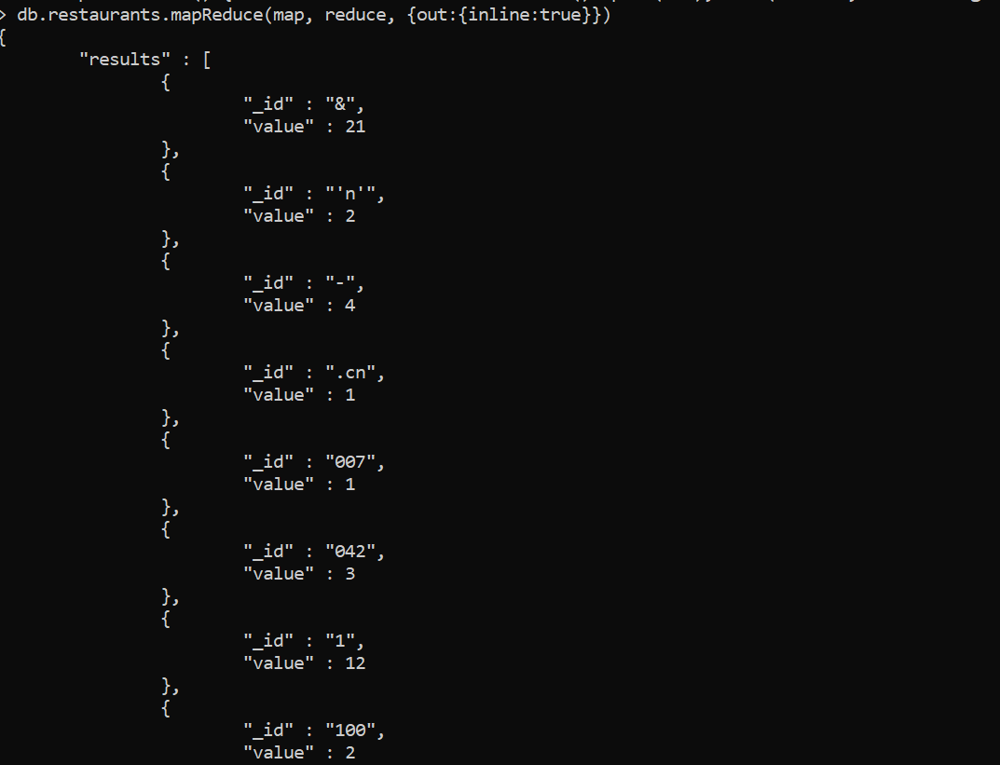 > db.restaurants.mapReduce(map, reduce, {out:{inline:true}})
{
"results" : [
{
"_id" : "&",
"value" : 21
},
{
"_id" : "'n'",
"value" : 2
},
{
"_id" : "-",
"value" : 4
},
{
"_id" : ".cn",
"value" : 1
},
{
"_id" : "007",
"value" : 1
},
{
"_id" : "042",
"value" : 3
},
{
"_id" : "1",
"value" : 12
},
{
"_id" : "100",
"value" : 2